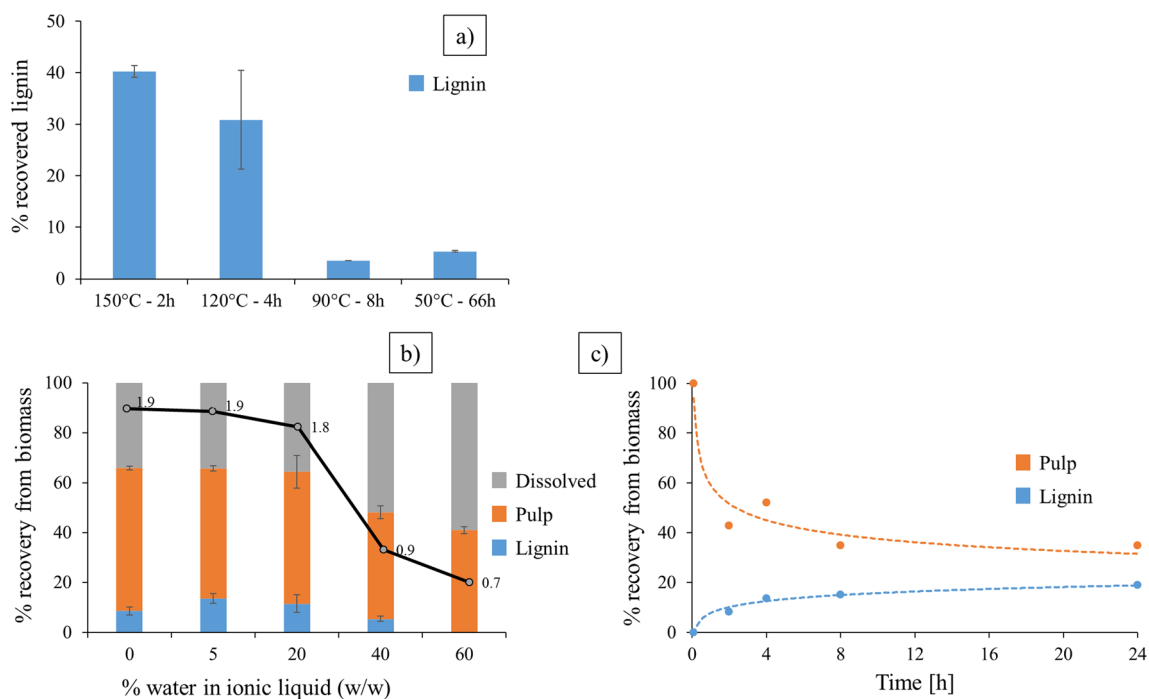 a)
% recovered lignin
50
40
30
20
10
0
Lignin
150°C - 2h
120°C - 4h
90°C - 8h
50°C - 66h
b)
% recovery from biomass
100
80
60
40
20
0
1.9
1.9
1.8
0.9
0.7
Dissolved
Pulp
Lignin
0
5
20
40
60
% water in ionic liquid (w/w)
c)
% recovery from biomass
100
80
60
40
20
0
Pulp
Lignin
0
4
8
12
16
20
24
Time [h]